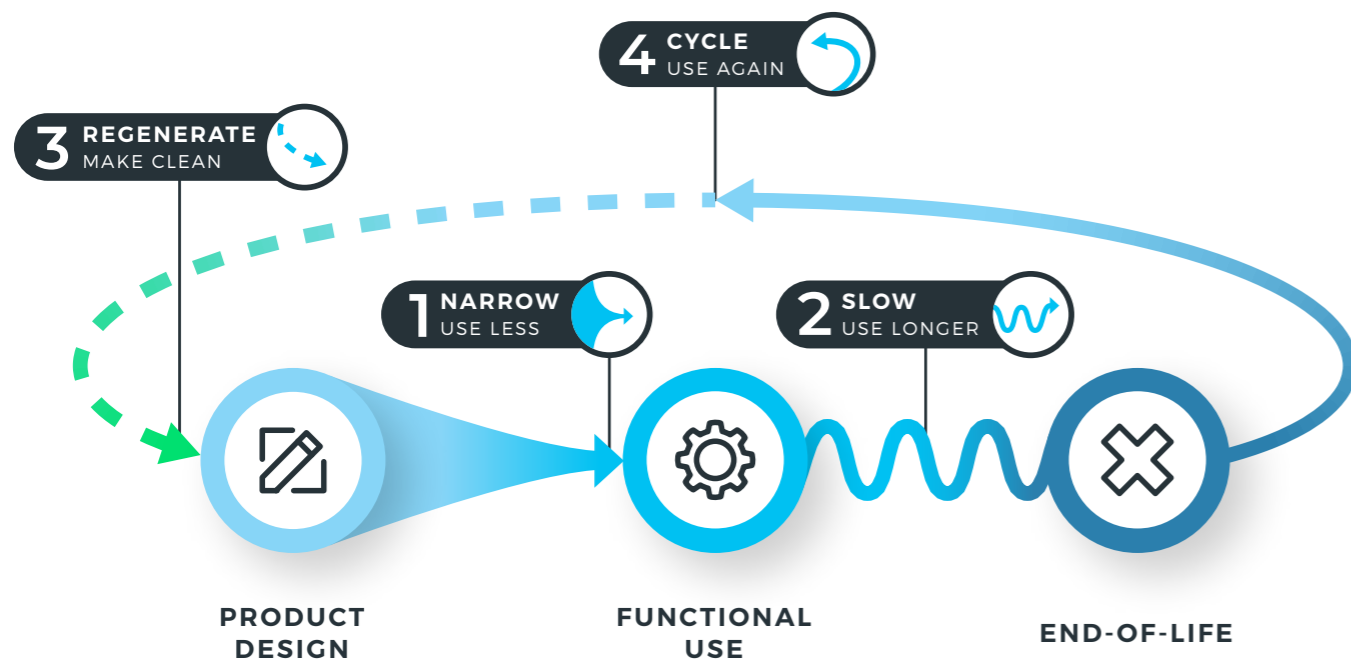 4 CYCLE
USE AGAIN
3 REGENERATE
MAKE CLEAN
1 NARROW
USE LESS
2 SLOW
USE LONGER
PRODUCT
DESIGN
FUNCTIONAL
USE
END-OF-LIFE